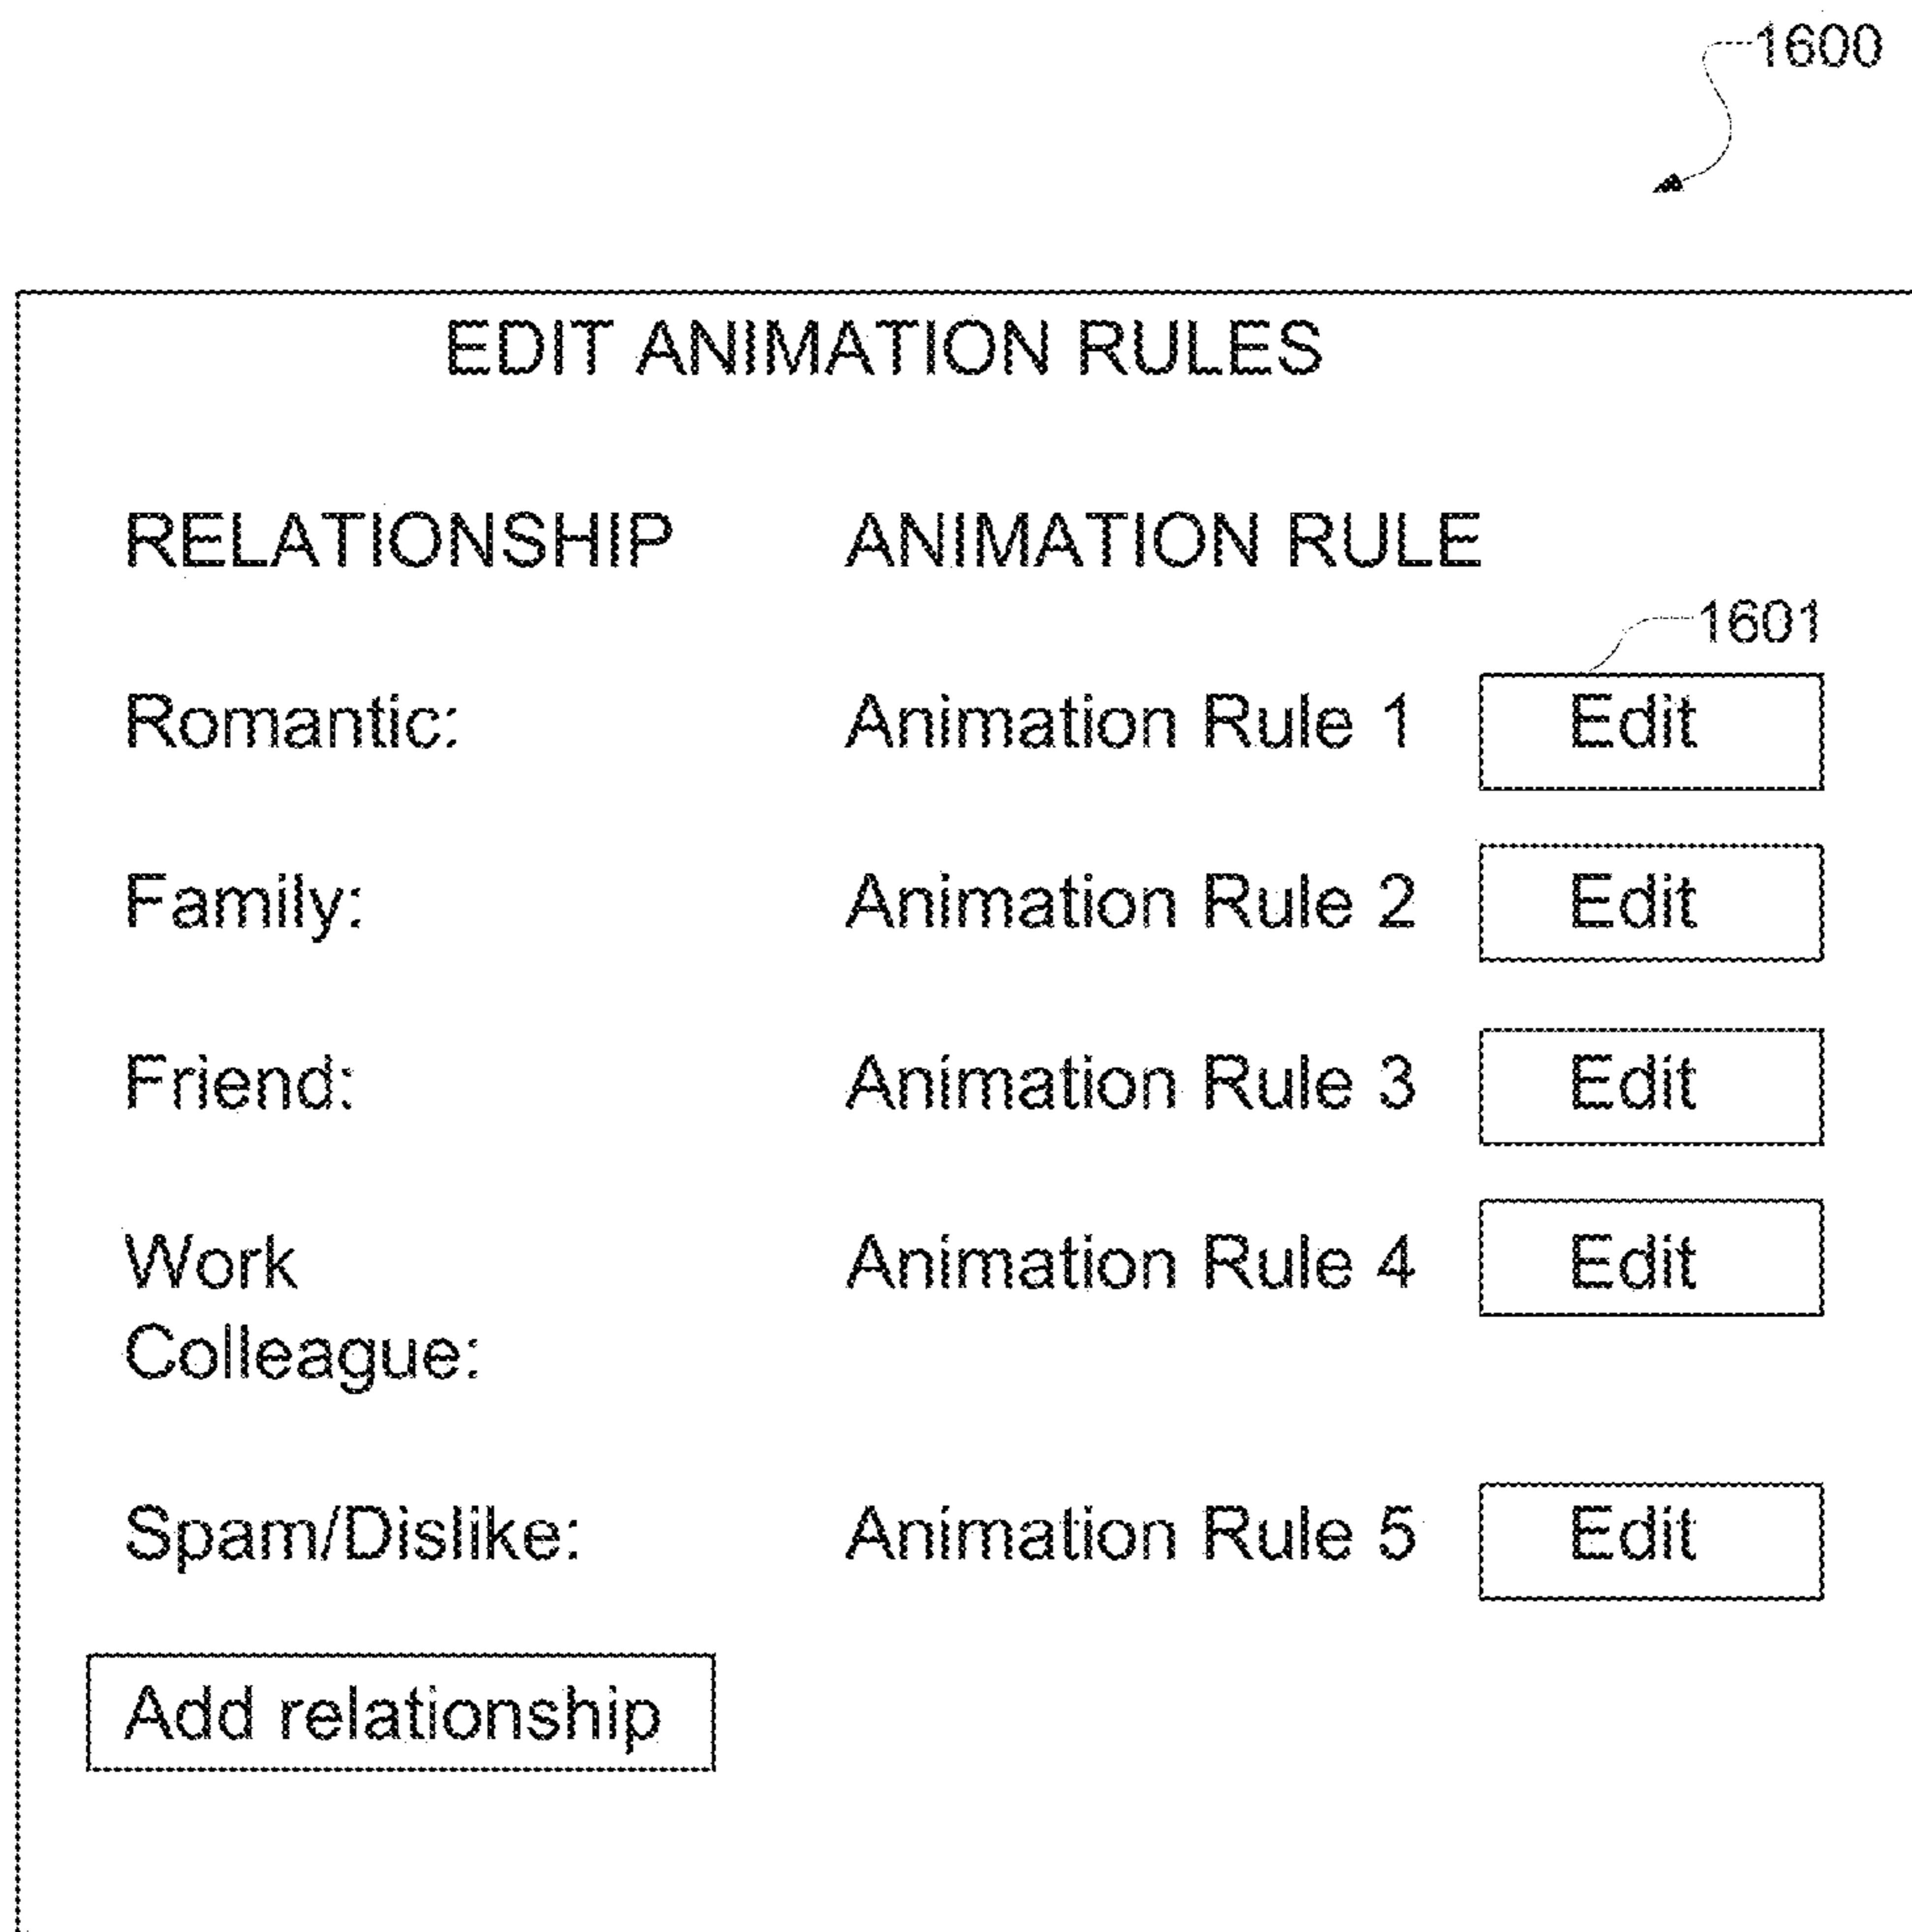 1600
EDIT ANIMATION RULES
RELATIONSHIP ANIMATION RULE
1601
Romantic: Animation Rule 1 Edit
Family: Animation Rule 2 Edit
Friend: Animation Rule 3 Edit
Work Animation Rule 4 Edit
Colleague:
Spam/Dislike: Animation Rule 5 Edit
Add relationship